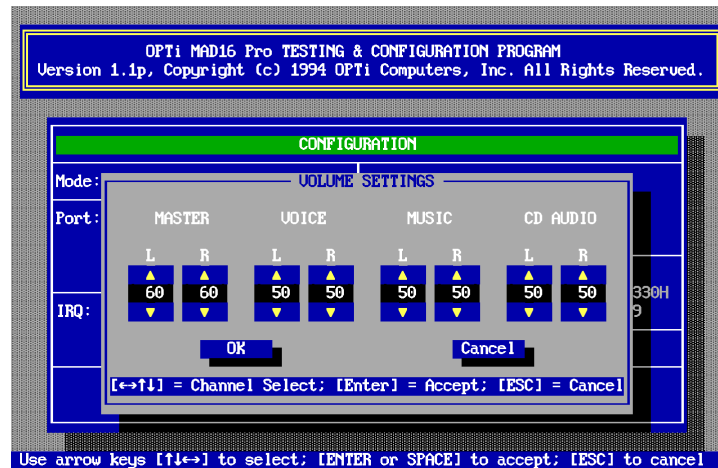 OPTi MAD16 Pro TESTING & CONFIGURATION PROGRAM
Version 1.1p, Copyright (c) 1994 OPTi Computers, Inc. All Rights Reserved.
CONFIGURATION
Mode:
VOLUME SETTINGS
Port:
MASTER VOICE MUSIC CD AUDIO
L R L R L R L R
60 60 50 50 50 50 50 50
330H
IRQ:
9
OK Cancel
[↔↑↓] = Channel Select; [Enter] = Accept; [ESC] = Cancel
Use arrow keys [↑↓↔] to select; [ENTER or SPACE] to accept; [ESC] to cancel